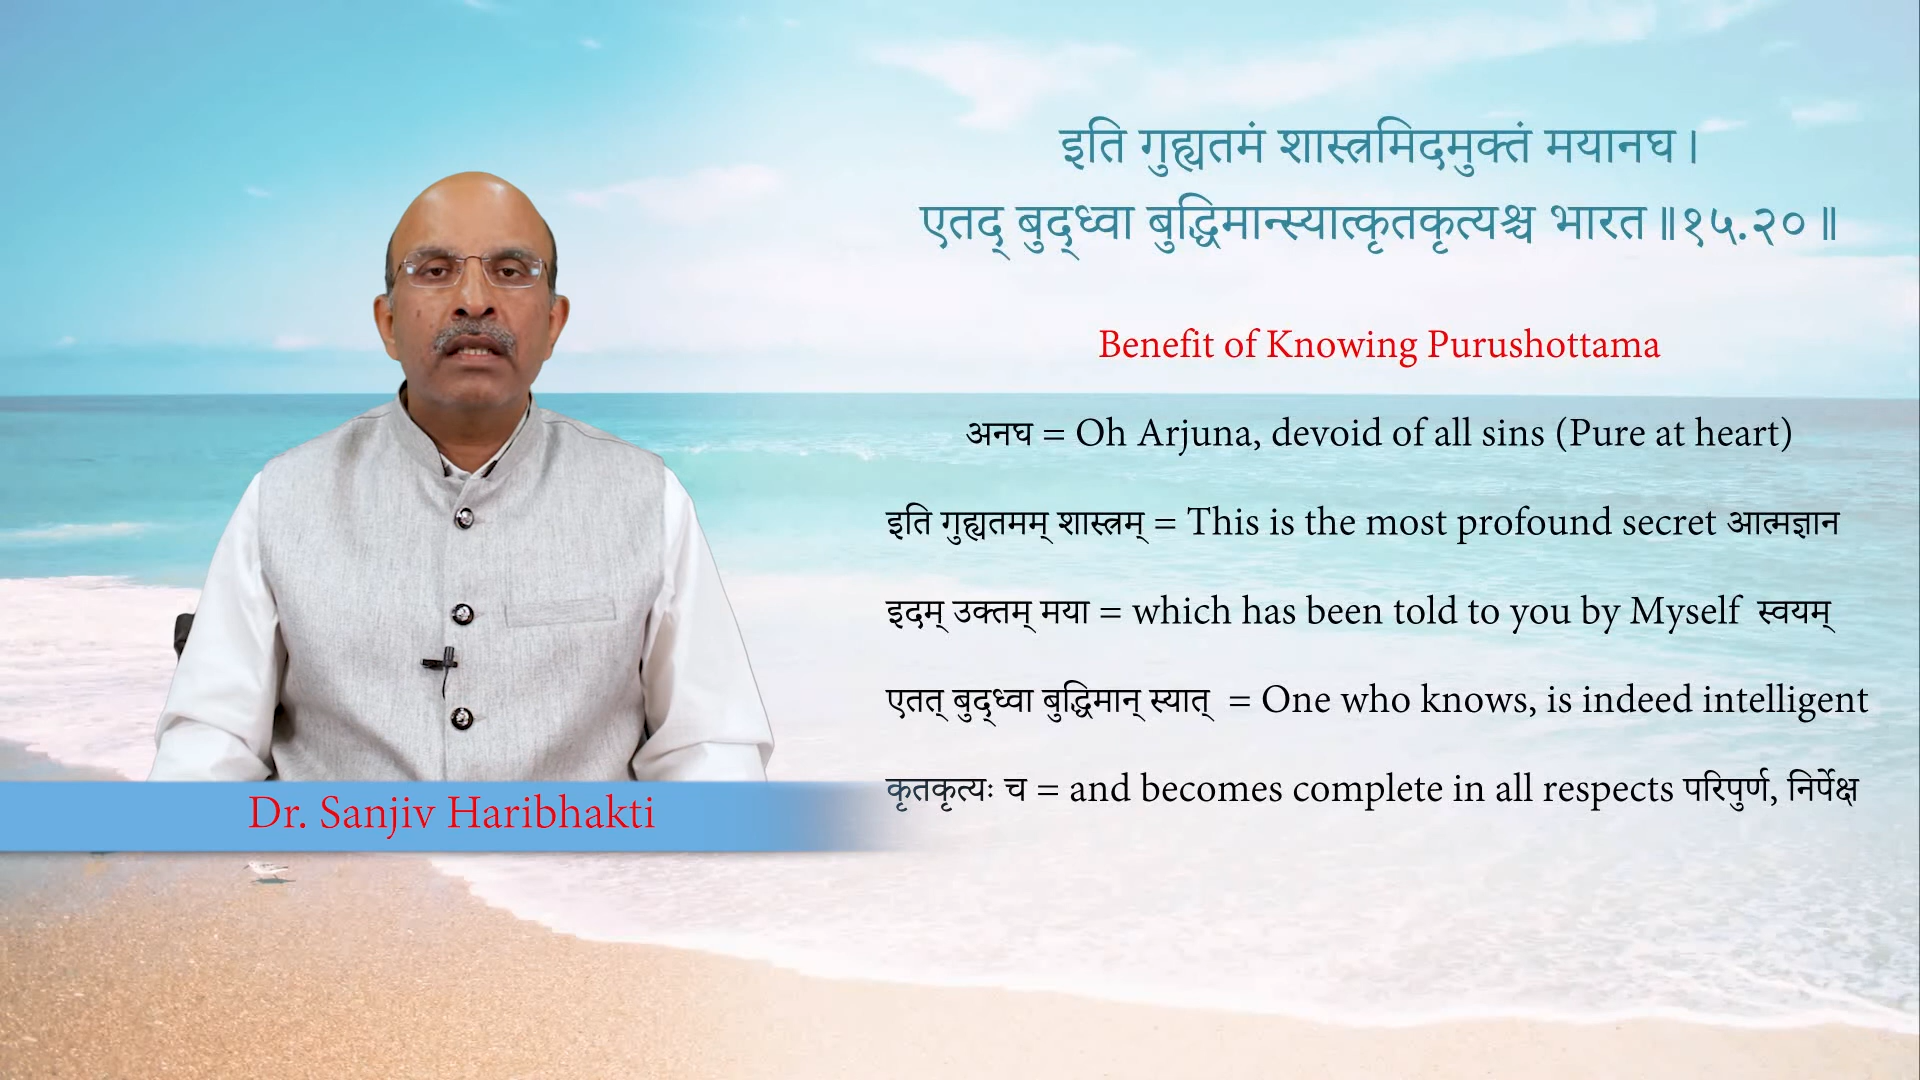 इति गुह्यतमं शास्त्रमिदमुक्तं मयानघ।
एतद् बुद्ध्वा बुद्धिमान्स्यात्कृतकृत्यश्च भारत॥१५.२०॥
Benefit of Knowing Purushottama
अनघ = Oh Arjuna, devoid of all sins (Pure at heart)
इति गुह्यतमम् शास्त्रम् = This is the most profound secret आत्मज्ञान
इदम् उक्तम् मया = which has been told to you by Myself स्वयम्
एतत् बुद्ध्वा बुद्धिमान् स्यात् = One who knows, is indeed intelligent
कृतकृत्यः च = and becomes complete in all respects परिपुर्ण, निर्पेक्ष
Dr. Sanjiv Haribhakti